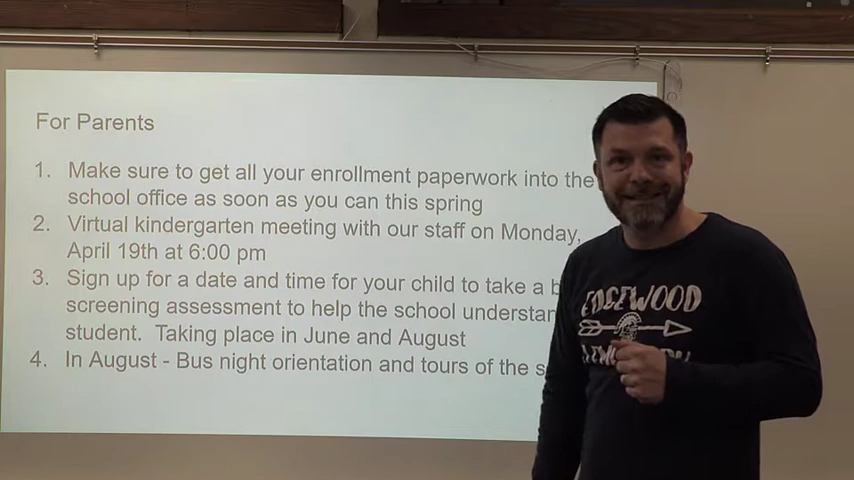 For Parents
1. Make sure to get all your enrollment paperwork into the
school office as soon as you can this spring
2. Virtual kindergarten meeting with our staff on Monday,
April 19th at 6:00 pm
3. Sign up for a date and time for your child to take a
screening assessment to help the school understand
student. Taking place in June and August
4. In August - Bus night orientation and tours of the
EDGEWOOD